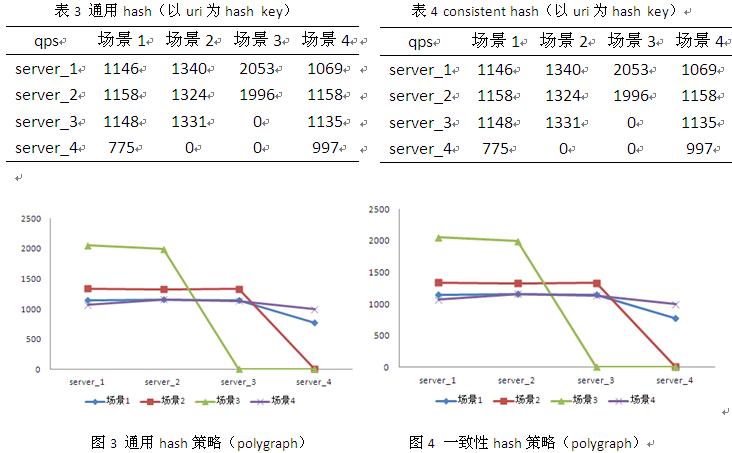 表 3 通用 hash（以 uri 为 hash key）
qps 场景 1 场景 2 场景 3 场景 4
server_1 1146 1340 2053 1069
server_2 1158 1324 1996 1158
server_3 1148 1331 0 1135
server_4 775 0 0 997
表 4 consistent hash（以 uri 为 hash key）
qps 场景 1 场景 2 场景 3 场景 4
server_1 1146 1340 2053 1069
server_2 1158 1324 1996 1158
server_3 1148 1331 0 1135
server_4 775 0 0 997
2500
2000
1500
1000
500
0
server_1 server_2 server_3 server_4
场景1 场景2 场景3 场景4
图 3 通用 hash 策略（polygraph）
2500
2000
1500
1000
500
0
server_1 server_2 server_3 server_4
场景1 场景2 场景3 场景4
图 4 一致性 hash 策略（polygraph）